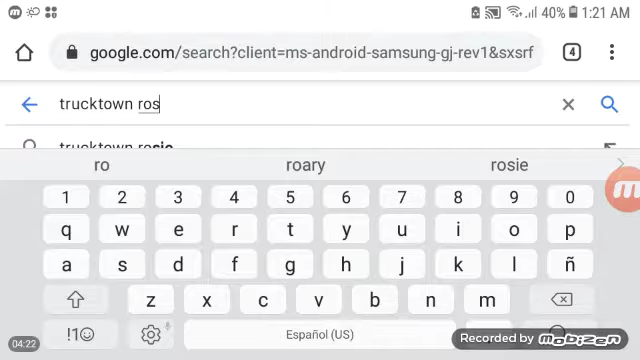 40% 1:21 AM
google.com/search?client=ms-android-samsung-gj-rev1&sxsrf 4
trucktown ros
trucktown rosie
ro roary rosie
1 2 3 4 5 6 7 8 9 0
q w e r t y u i o p
a s d f g h j k l ñ
z x c v b n m
!1☺ Español (US)
04:22
Recorded by mobizen